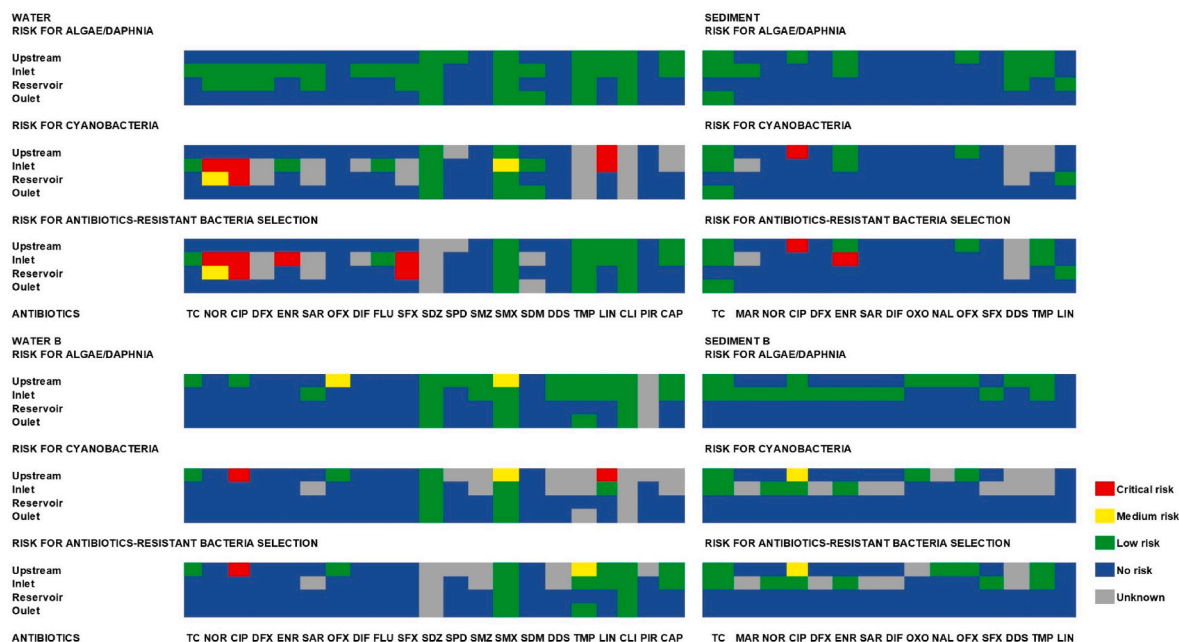 WATER
RISK FOR ALGAE/DAPHNIA
Upstream
Inlet
Reservoir
Oulet
RISK FOR CYANOBACTERIA
Upstream
Inlet
Reservoir
Oulet
RISK FOR ANTIBIOTICS-RESISTANT BACTERIA SELECTION
Upstream
Inlet
Reservoir
Oulet
ANTIBIOTICS TC NOR CIP DFX ENR SAR OFX DIF FLU SFX SDZ SPD SMZ SMX SDM DDS TMP LIN CLI PIR CAP
SEDIMENT
RISK FOR ALGAE/DAPHNIA
RISK FOR CYANOBACTERIA
RISK FOR ANTIBIOTICS-RESISTANT BACTERIA SELECTION
TC MAR NOR CIP DFX ENR SAR DIF OXO NAL OFX SFX DDS TMP LIN
WATER B
RISK FOR ALGAE/DAPHNIA
Upstream
Inlet
Reservoir
Oulet
RISK FOR CYANOBACTERIA
Upstream
Inlet
Reservoir
Oulet
RISK FOR ANTIBIOTICS-RESISTANT BACTERIA SELECTION
Upstream
Inlet
Reservoir
Oulet
ANTIBIOTICS TC NOR CIP DFX ENR SAR OFX DIF FLU SFX SDZ SPD SMZ SMX SDM DDS TMP LIN CLI PIR CAP
SEDIMENT B
RISK FOR ALGAE/DAPHNIA
RISK FOR CYANOBACTERIA
RISK FOR ANTIBIOTICS-RESISTANT BACTERIA SELECTION
TC MAR NOR CIP DFX ENR SAR DIF OXO NAL OFX SFX DDS TMP LIN
Critical risk
Medium risk
Low risk
No risk
Unknown